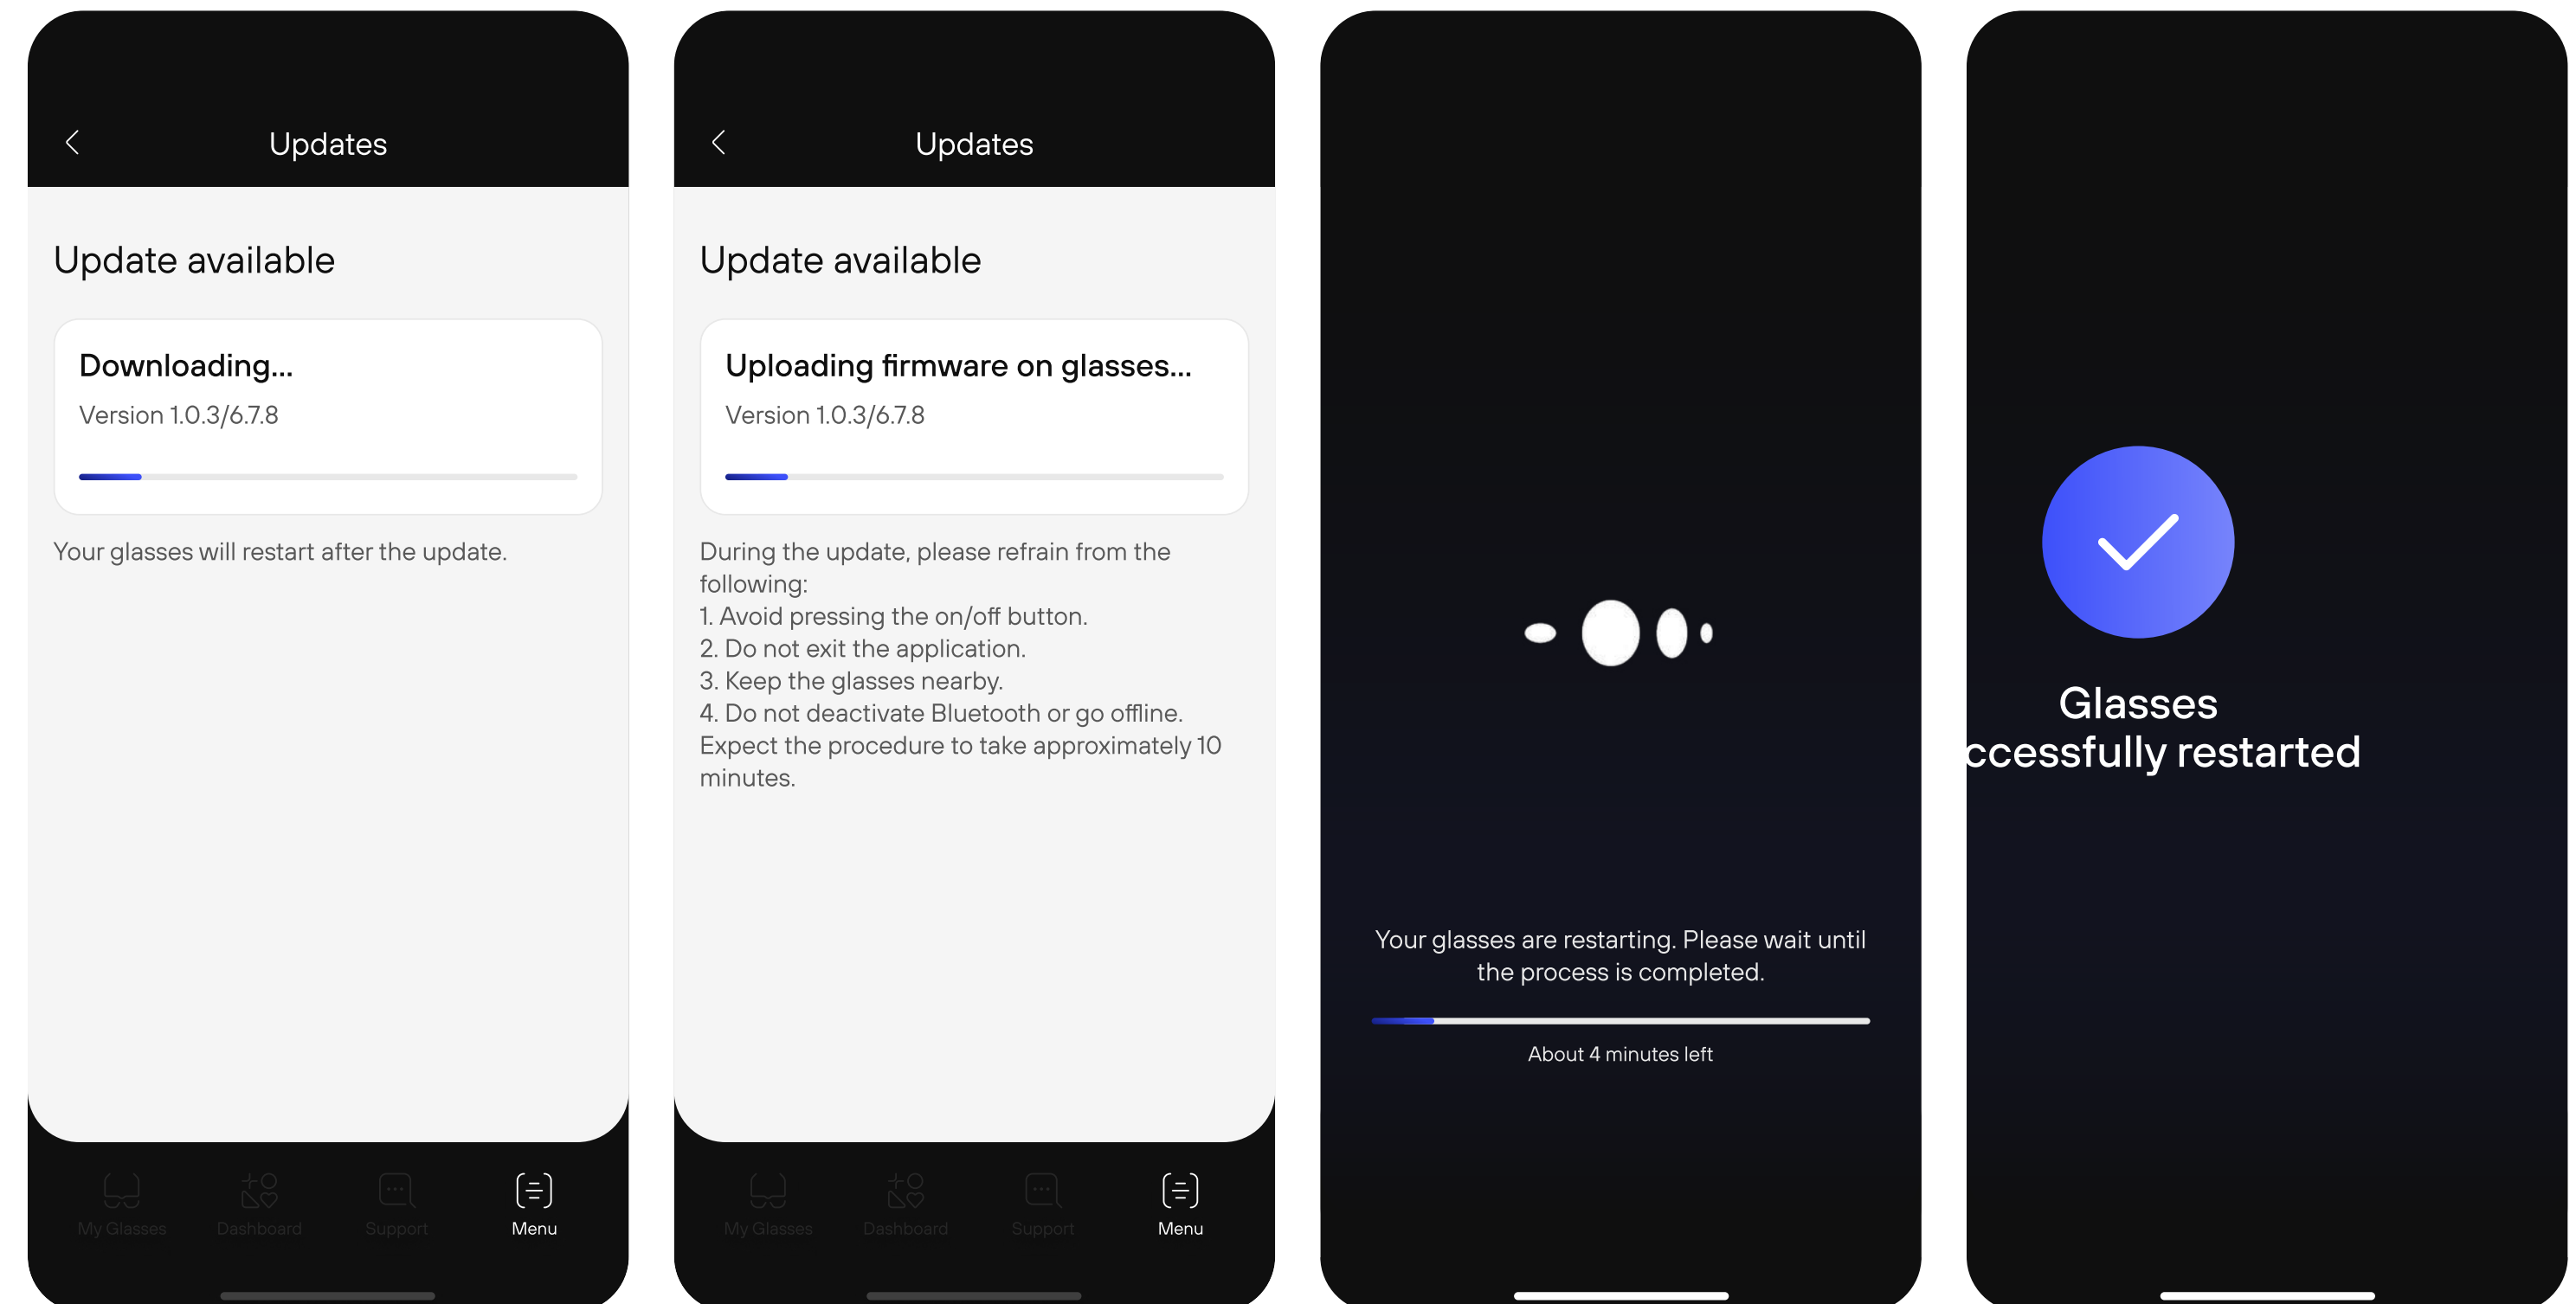 Updates
Update available
Downloading...
Version 1.0.3/6.7.8
Your glasses will restart after the update.
My Glasses
Dashboard
Support
Menu
Updates
Update available
Uploading firmware on glasses...
Version 1.0.3/6.7.8
During the update, please refrain from the
following:
1. Avoid pressing the on/off button.
2. Do not exit the application.
3. Keep the glasses nearby.
4. Do not deactivate Bluetooth or go offline.
Expect the procedure to take approximately 10
minutes.
My Glasses
Dashboard
Support
Menu
Your glasses are restarting. Please wait until
the process is completed.
About 4 minutes left
Glasses
ccessfully restarted